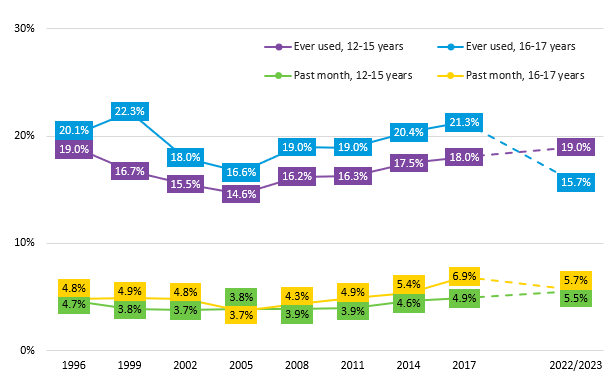 30%
Ever used, 12-15 years Ever used, 16-17 years
Past month, 12-15 years Past month, 16-17 years
22.3%
21.3%
20.1% 20.4%
20% 19.0% 18.0% 19.0% 19.0% 19.0%
16.7% 16.6% 17.5% 18.0%
15.5% 16.2% 16.3% 15.7%
14.6%
10%
4.8% 4.9% 4.8% 3.8% 4.3% 4.9% 5.4% 6.9% 5.7%
4.7% 3.8% 3.7% 3.7% 3.9% 3.9% 4.6% 4.9% 5.5%
0%
1996 1999 2002 2005 2008 2011 2014 2017 2022/2023